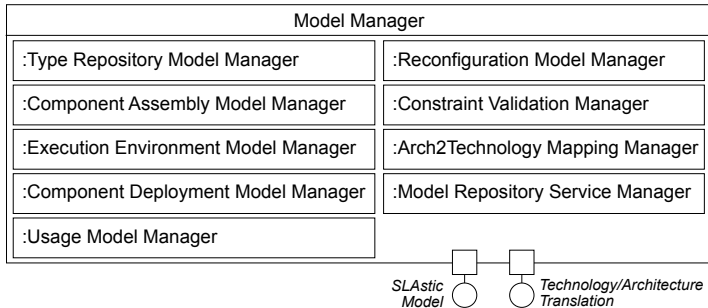 Model Manager
:Type Repository Model Manager
:Reconfiguration Model Manager
:Component Assembly Model Manager
:Constraint Validation Manager
:Execution Environment Model Manager
:Arch2Technology Mapping Manager
:Component Deployment Model Manager
:Model Repository Service Manager
:Usage Model Manager
SLAstic
Model
Technology/Architecture
Translation